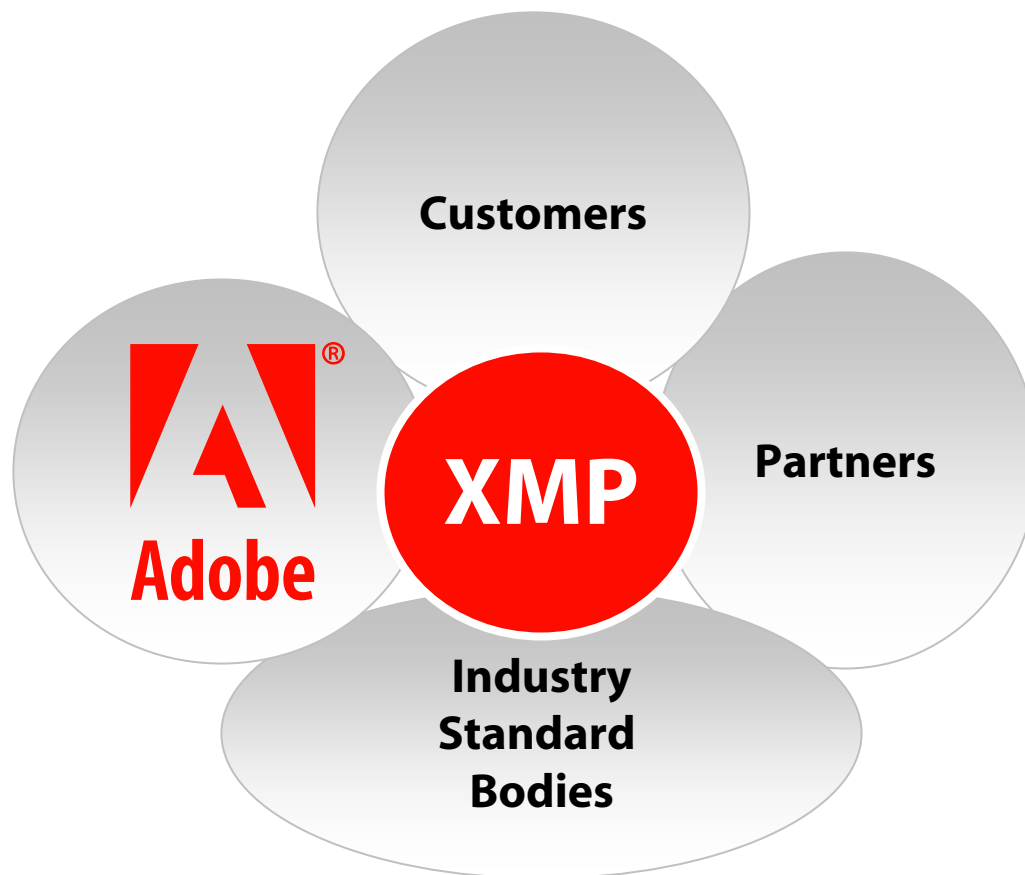 Customers
®
Adobe
XMP
Partners
Industry
Standard
Bodies